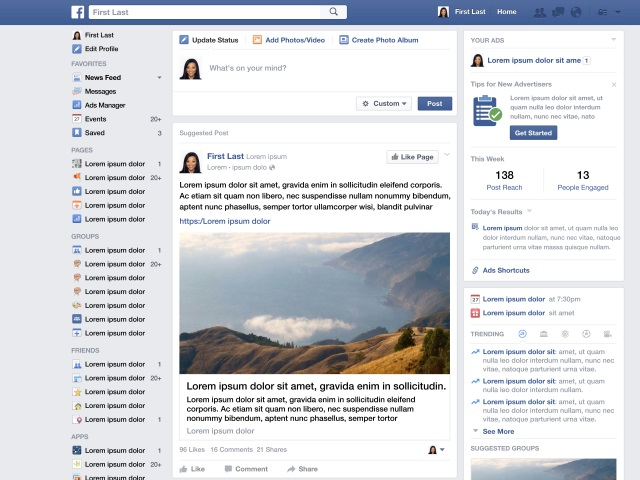 f First Last
First Last Home
First Last
Edit Profile
FAVORITES
News Feed
Messages
Ads Manager
27 Events 20+
Saved 3
PAGES
Lorem ipsum dolor 1
Lorem ipsum dolor 20+
Lorem ipsum dolor
Lorem ipsum dolor
Lorem ipsum dolor
GROUPS
Lorem ipsum dolor 1
Lorem ipsum dolor 20+
Lorem ipsum dolor
Lorem ipsum dolor
Lorem ipsum dolor
Lorem ipsum dolor
Lorem ipsum dolor
FRIENDS
Lorem ipsum dolor 1
Lorem ipsum dolor 20+
Lorem ipsum dolor
Lorem ipsum dolor
Lorem ipsum dolor 1
APPS
Lorem ipsum dolor 1
Lorem ipsum dolor 20+
Lorem ipsum dolor
Update Status Add Photos/Video Create Photo Album
What's on your mind?
Custom Post
Suggested Post
First Last Lorem ipsum
Lorem · ipsum dolo
Like Page
Lorem ipsum dolor sit amet, gravida enim in sollicitudin eleifend corporis.
Ac etiam sit quam non libero, nec suspendisse nullam nonummy bibendum,
aptent nunc phasellus, semper tortor ullamcorper wisi, blandit pulvinar
https:/Lorem ipsum dolor
Lorem ipsum dolor sit amet, gravida enim in sollicitudin.
Lorem ipsum dolor sit amet, gravida enim in sollicitudin eleifend
corporis. Ac etiam sit quam non libero, nec suspendisse nullam
nonummy bibendum, aptent nunc phasellus, semper tortor
Lorem ipsum dolor
96 Likes 16 Comments 21 Shares
Like Comment Share
YOUR ADS
Lorem ipsum dolor sit ame 1
Tips for New Advertisers
Lorem ipsum dolor sit amet, ut
quam nulla leo dolor interdum
nullam, nunc nec vitae, nato
Get Started
This Week
138 13
Post Reach People Engaged
Today's Results
Lorem ipsum dolor sit amet, ut quam nulla leo
dolor interdum nullam, nunc nec vitae, natoque
parturient urna vitae. dolor interdum nullam.
Ads Shortcuts
27 Lorem ipsum dolor at 7:30pm
Lorem ipsum dolor sit amet
TRENDING
Lorem ipsum dolor sit: amet, ut quam
nulla leo dolor interdum nullam, nunc nec
vitae, natoque parturient urna vitae.
Lorem ipsum dolor sit: amet, ut quam
nulla leo dolor interdum nullam.
Lorem ipsum dolor sit: amet, ut quam
nulla leo dolor interdum nullam, nunc nec
vitae, natoque parturient urna vitae.
See More
SUGGESTED GROUPS